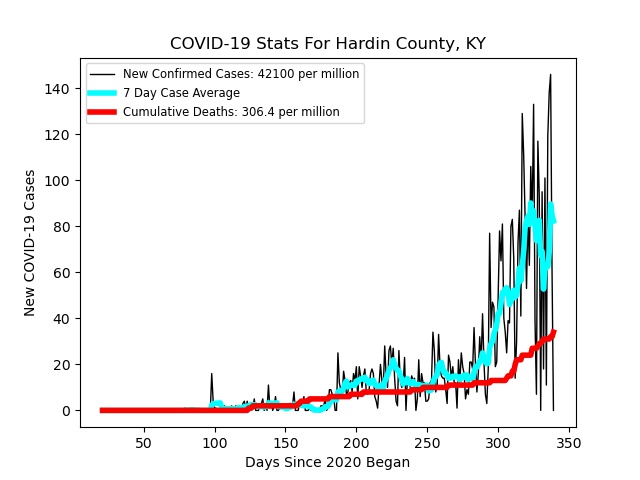 COVID-19 Stats For Hardin County, KY
New Confirmed Cases: 42100 per million
7 Day Case Average
Cumulative Deaths: 306.4 per million
New COVID-19 Cases
140
120
100
80
60
40
20
0
50
100
150
200
250
300
350
Days Since 2020 Began